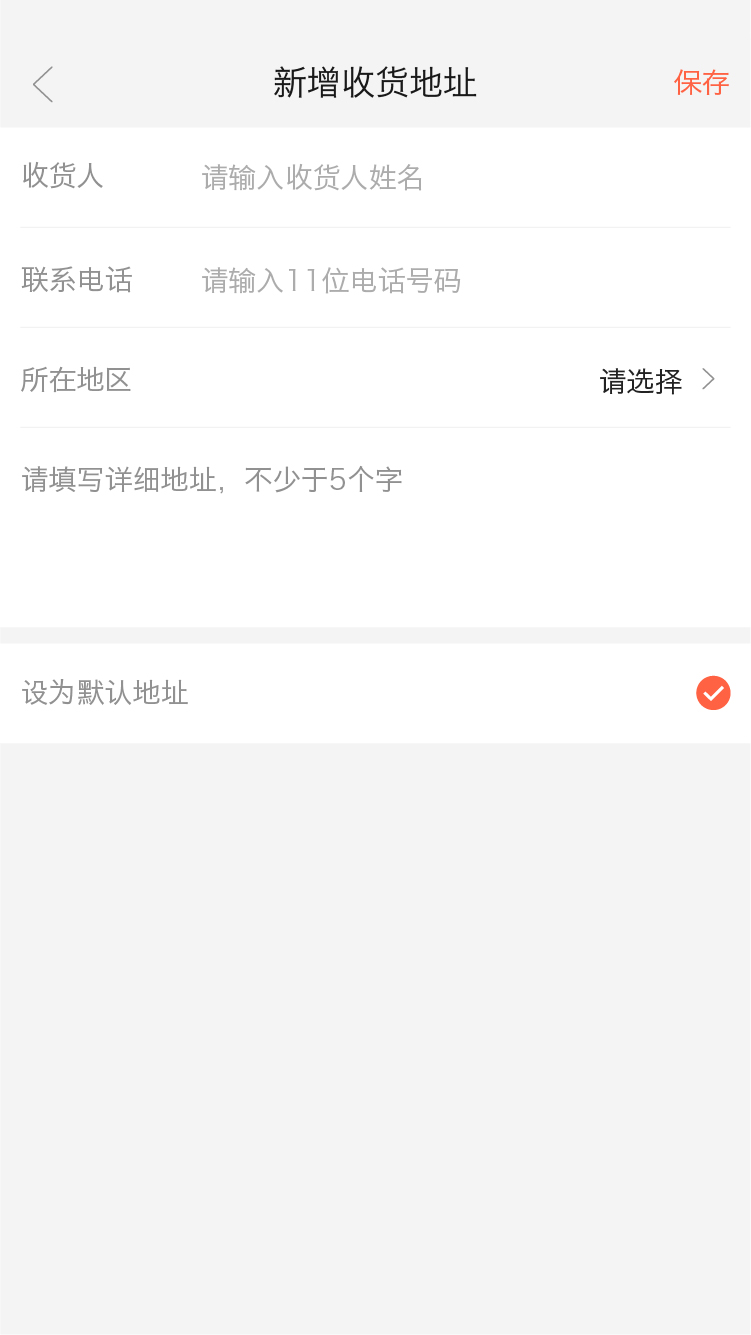 新增收货地址 保存
收货人 请输入收货人姓名
联系电话 请输入11位电话号码
所在地区 请选择
请填写详细地址，不少于5个字
设为默认地址